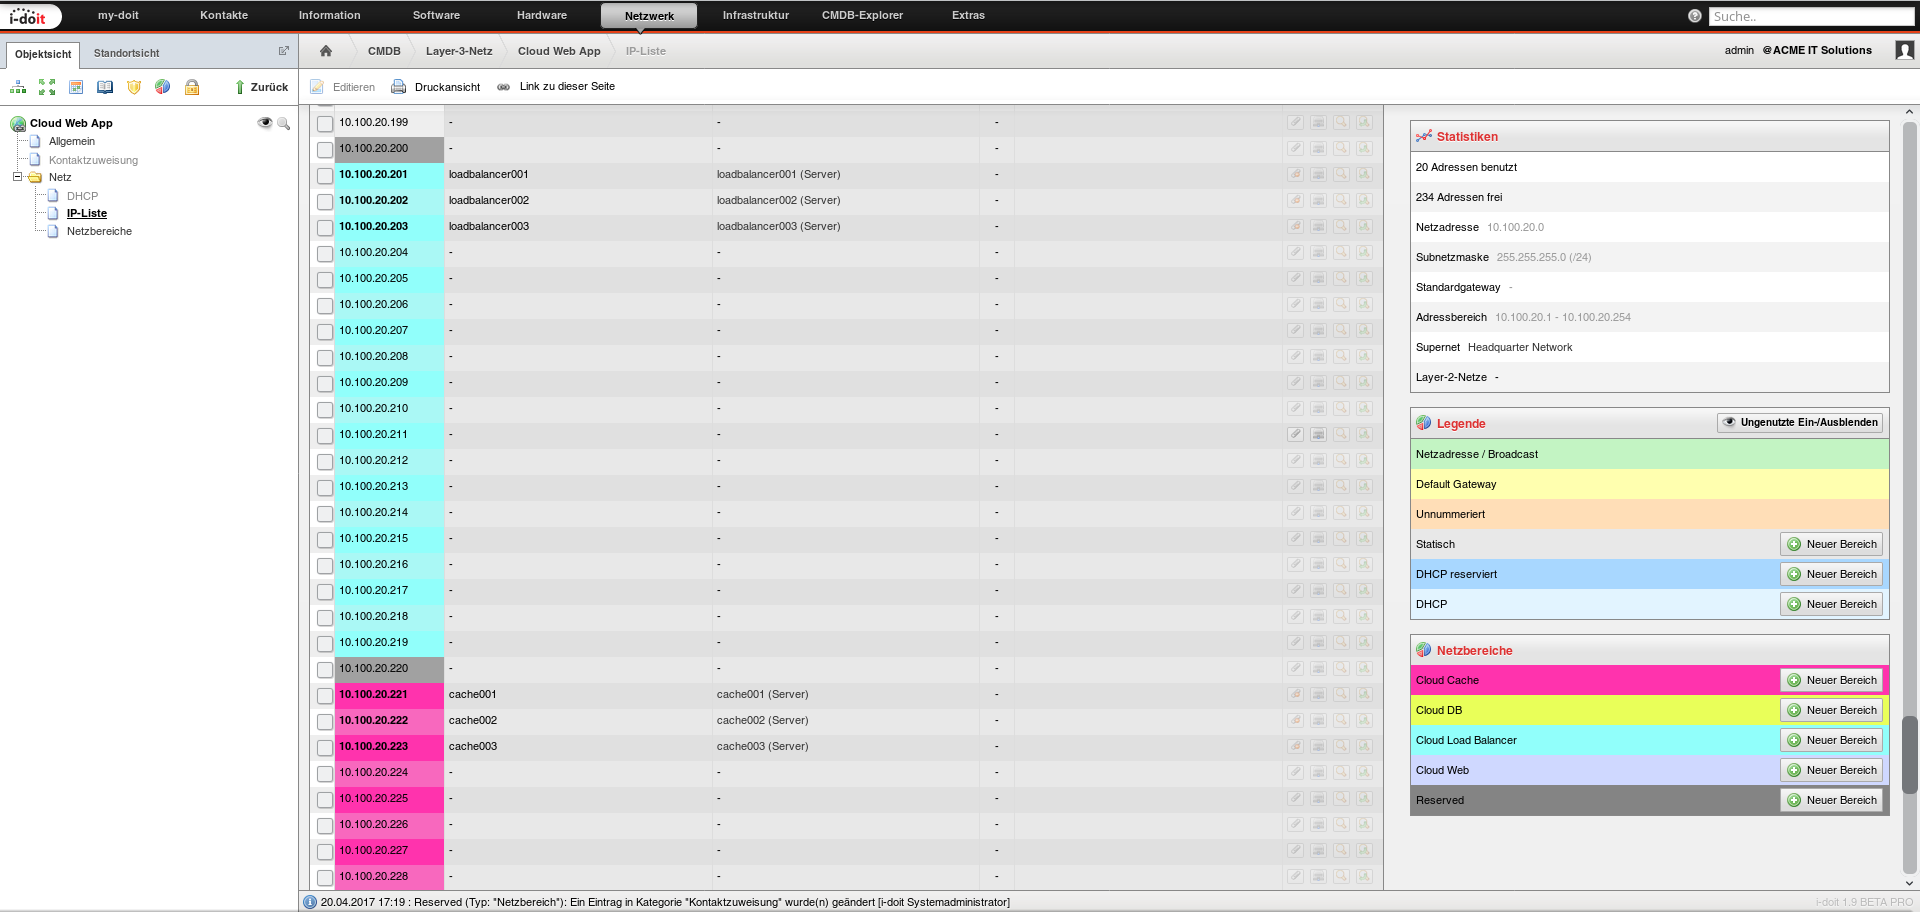 i-doit my-doit Kontakte Information Software Hardware Netzwerk Infrastruktur CMDB-Explorer Extras ? Suche..
Objektsicht Standortsicht CMDB Layer-3-Netz Cloud Web App IP-Liste admin @ACME IT Solutions
Zurück Editieren Druckansicht Link zu dieser Seite
Cloud Web App
Allgemein
Kontaktzuweisung
Netz
DHCP
IP-Liste
Netzbereiche
10.100.20.199 - - -
10.100.20.200 - - -
10.100.20.201 loadbalancer001 loadbalancer001 (Server) -
10.100.20.202 loadbalancer002 loadbalancer002 (Server) -
10.100.20.203 loadbalancer003 loadbalancer003 (Server) -
10.100.20.204 - - -
10.100.20.205 - - -
10.100.20.206 - - -
10.100.20.207 - - -
10.100.20.208 - - -
10.100.20.209 - - -
10.100.20.210 - - -
10.100.20.211 - - -
10.100.20.212 - - -
10.100.20.213 - - -
10.100.20.214 - - -
10.100.20.215 - - -
10.100.20.216 - - -
10.100.20.217 - - -
10.100.20.218 - - -
10.100.20.219 - - -
10.100.20.220 - - -
10.100.20.221 cache001 cache001 (Server) -
10.100.20.222 cache002 cache002 (Server) -
10.100.20.223 cache003 cache003 (Server) -
10.100.20.224 - - -
10.100.20.225 - - -
10.100.20.226 - - -
10.100.20.227 - - -
10.100.20.228 - - -
Statistiken
20 Adressen benutzt
234 Adressen frei
Netzadresse 10.100.20.0
Subnetzmaske 255.255.255.0 (/24)
Standardgateway -
Adressbereich 10.100.20.1 - 10.100.20.254
Supernet Headquarter Network
Layer-2-Netze -
Legende Ungenutzte Ein-/Ausblenden
Netzadresse / Broadcast
Default Gateway
Unnummeriert
Statisch Neuer Bereich
DHCP reserviert Neuer Bereich
DHCP Neuer Bereich
Netzbereiche
Cloud Cache Neuer Bereich
Cloud DB Neuer Bereich
Cloud Load Balancer Neuer Bereich
Cloud Web Neuer Bereich
Reserved Neuer Bereich
20.04.2017 17:19 : Reserved (Typ: "Netzbereich"): Ein Eintrag in Kategorie "Kontaktzuweisung" wurde(n) geändert [i-doit Systemadministrator] i-doit 1.9 BETA PRO